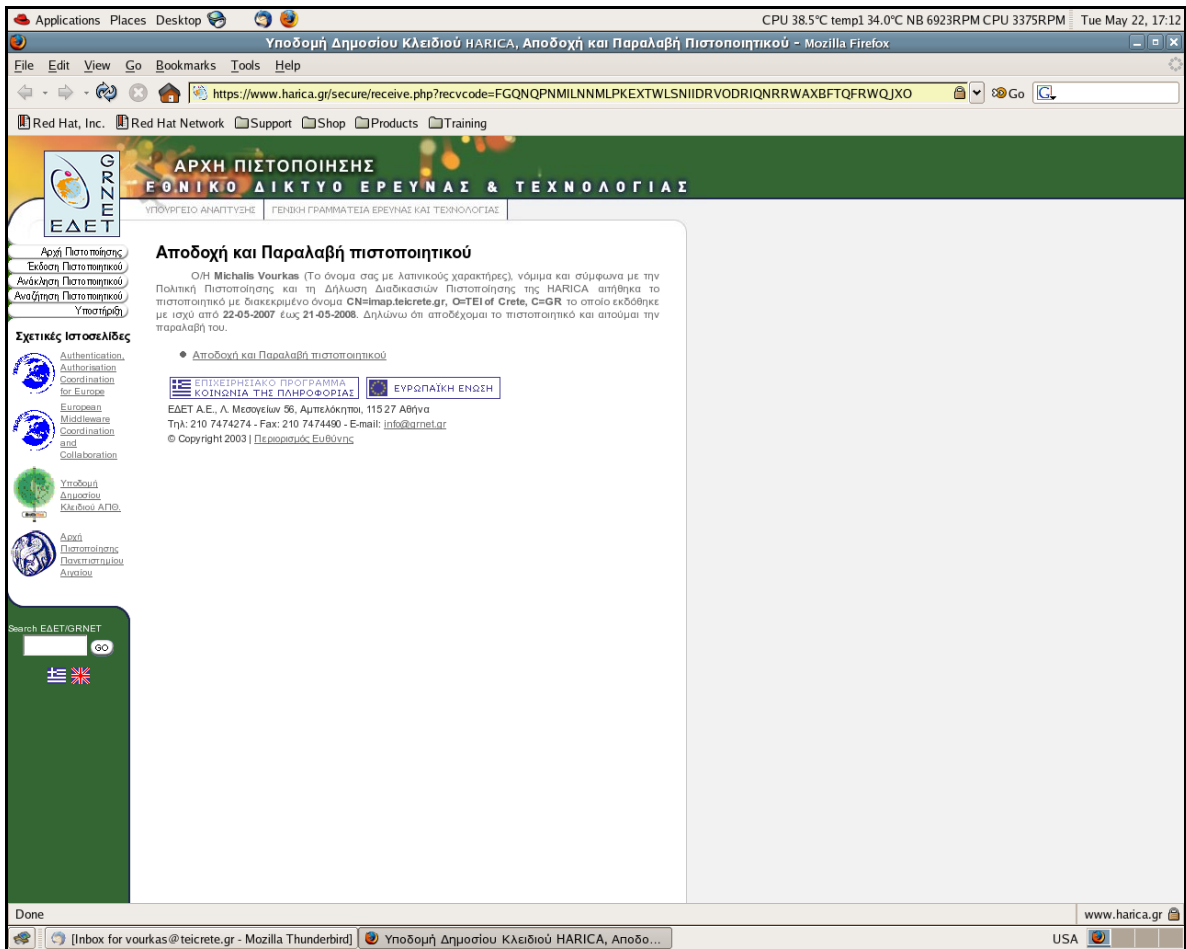 Applications Places Desktop CPU 38.5°C temp1 34.0°C NB 6923RPM CPU 3375RPM Tue May 22, 17:12
Υποδομή Δημοσίου Κλειδιού HARICA, Αποδοχή και Παραλαβή Πιστοποιητικού - Mozilla Firefox
File Edit View Go Bookmarks Tools Help
https://www.harica.gr/secure/receive.php?recvcode=FGQNQPNMILNNMLPKEXTWLSNIIDRVODRIQNRRWAXBFTQFRWQJXO Go G
Red Hat, Inc. Red Hat Network Support Shop Products Training
GRNET
ΕΔΕΤ
ΑΡΧΗ ΠΙΣΤΟΠΟΙΗΣΗΣ
ΕΘΝΙΚΟ ΔΙΚΤΥΟ ΕΡΕΥΝΑΣ & ΤΕΧΝΟΛΟΓΙΑΣ
ΥΠΟΥΡΓΕΙΟ ΑΝΑΠΤΥΞΗΣ ΓΕΝΙΚΗ ΓΡΑΜΜΑΤΕΙΑ ΕΡΕΥΝΑΣ ΚΑΙ ΤΕΧΝΟΛΟΓΙΑΣ
Αρχή Πιστοποίησης
Έκδοση Πιστοποιητικού
Ανάκληση Πιστοποιητικού
Αναζήτηση Πιστοποιητικού
Υποστήριξη
Σχετικές Ιστοσελίδες
Authentication,
Authorisation
Coordination
for Europe
European
Middleware
Coordination
and
Collaboration
Υποδομή
Δημοσίου
Κλειδιού ΑΠΘ.
Αρχή
Πιστοποίησης
Πανεπιστημίου
Αιγαίου
Search ΕΔΕΤ/GRNET
GO
Αποδοχή και Παραλαβή πιστοποιητικού
Ο/Η Michalis Vourkas (Το όνομα σας με λατινικούς χαρακτήρες), νόμιμα και σύμφωνα με την
Πολιτική Πιστοποίησης και τη Δήλωση Διαδικασιών Πιστοποίησης της HARICA αιτήθηκα το
πιστοποιητικό με διακεκριμένο όνομα CN=imap.teicrete.gr, O=TEI of Crete, C=GR το οποίο εκδόθηκε
με ισχύ από 22-05-2007 έως 21-05-2008. Δηλώνω ότι αποδέχομαι το πιστοποιητικό και αιτούμαι την
παραλαβή του.
Αποδοχή και Παραλαβή πιστοποιητικού
ΕΠΙΧΕΙΡΗΣΙΑΚΟ ΠΡΟΓΡΑΜΜΑ
ΚΟΙΝΩΝΙΑ ΤΗΣ ΠΛΗΡΟΦΟΡΙΑΣ
ΕΥΡΩΠΑΪΚΗ ΕΝΩΣΗ
ΕΔΕΤ Α.Ε., Λ. Μεσογείων 56, Αμπελόκηποι, 115 27 Αθήνα
Τηλ: 210 7474274 - Fax: 210 7474490 - E-mail: info@grnet.gr
© Copyright 2003 | Περιορισμός Ευθύνης
Done www.harica.gr
[Inbox for vourkas@teicrete.gr - Mozilla Thunderbird] Υποδομή Δημοσίου Κλειδιού HARICA, Αποδο... USA